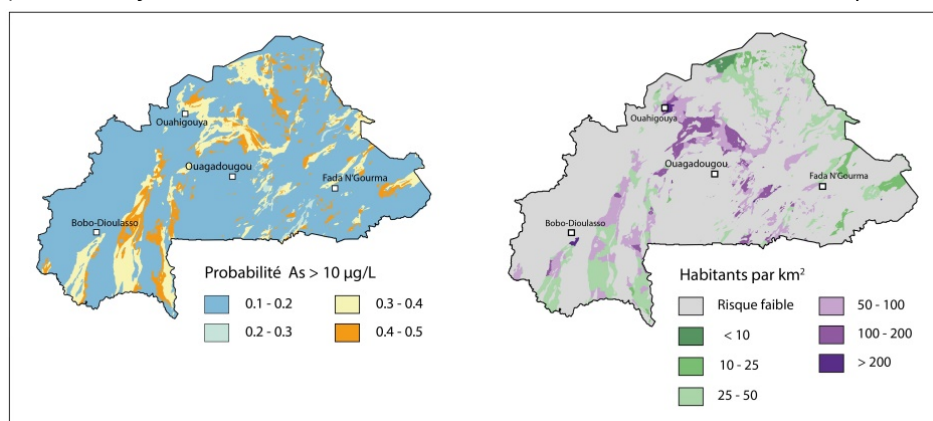 Ouahigouya
Ouagadougou
Fada N'Gourma
Bobo-Dioulasso
Probabilité As > 10 µg/L
0.1 - 0.2
0.3 - 0.4
0.2 - 0.3
0.4 - 0.5
Ouahigouya
Ouagadougou
Fada N'Gourma
Bobo-Dioulasso
Habitants par km²
Risque faible
50 - 100
< 10
100 - 200
10 - 25
> 200
25 - 50